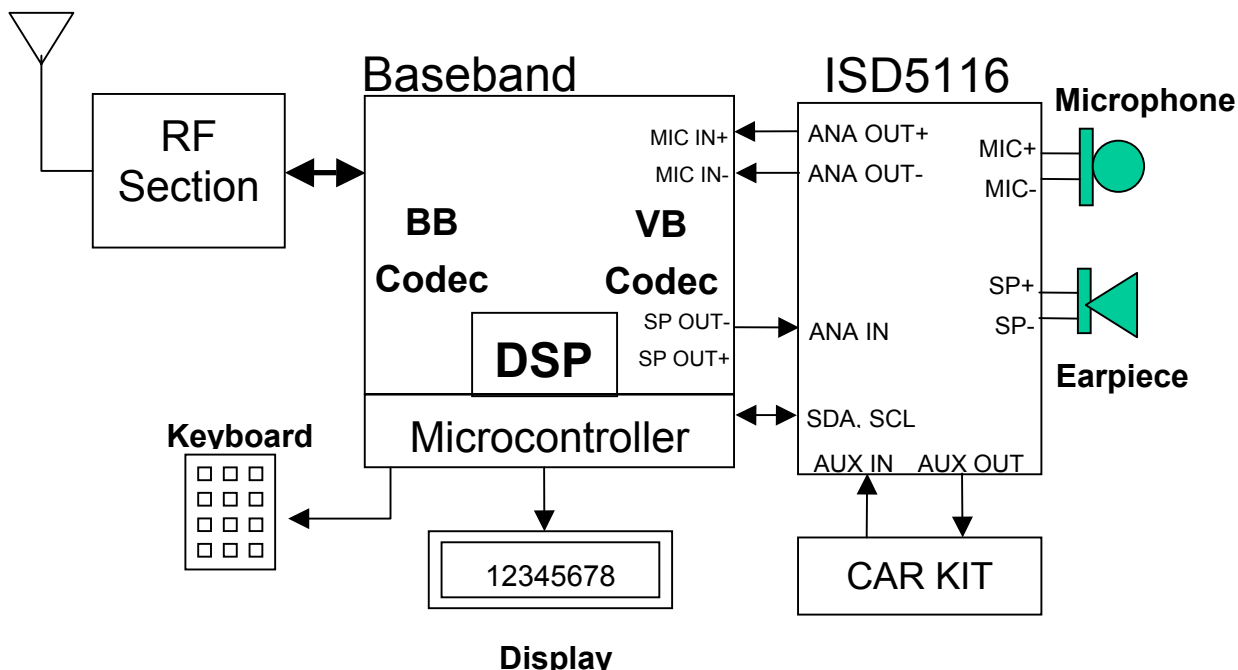 Baseband
ISD5116
Microphone
RF
Section
MIC IN+
ANA OUT+
MIC+
MIC IN-
ANA OUT-
MIC-
BB
Codec
VB
Codec
SP+
SP-
SP OUT-
ANA IN
SP OUT+
DSP
Earpiece
Microcontroller
SDA, SCL
AUX IN
AUX OUT
Keyboard
12345678
CAR KIT
Display